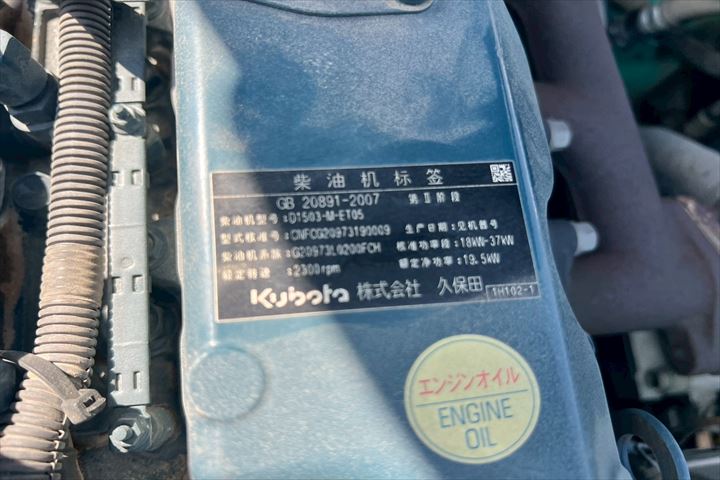 柴油机标签
GB 20891-2007 第Ⅱ阶段
柴油机型号:D1503-M-ET05
型式核准号:CNFCG20973190009 生产日期:见机器号
柴油机系族:G20973L0200FCH 核准功率段:18kW-37kW
额定转速:2300rpm 额定净功率:19.5kW
Kubota 株式会社 久保田 1H102-1
エンジンオイル
ENGINE
OIL